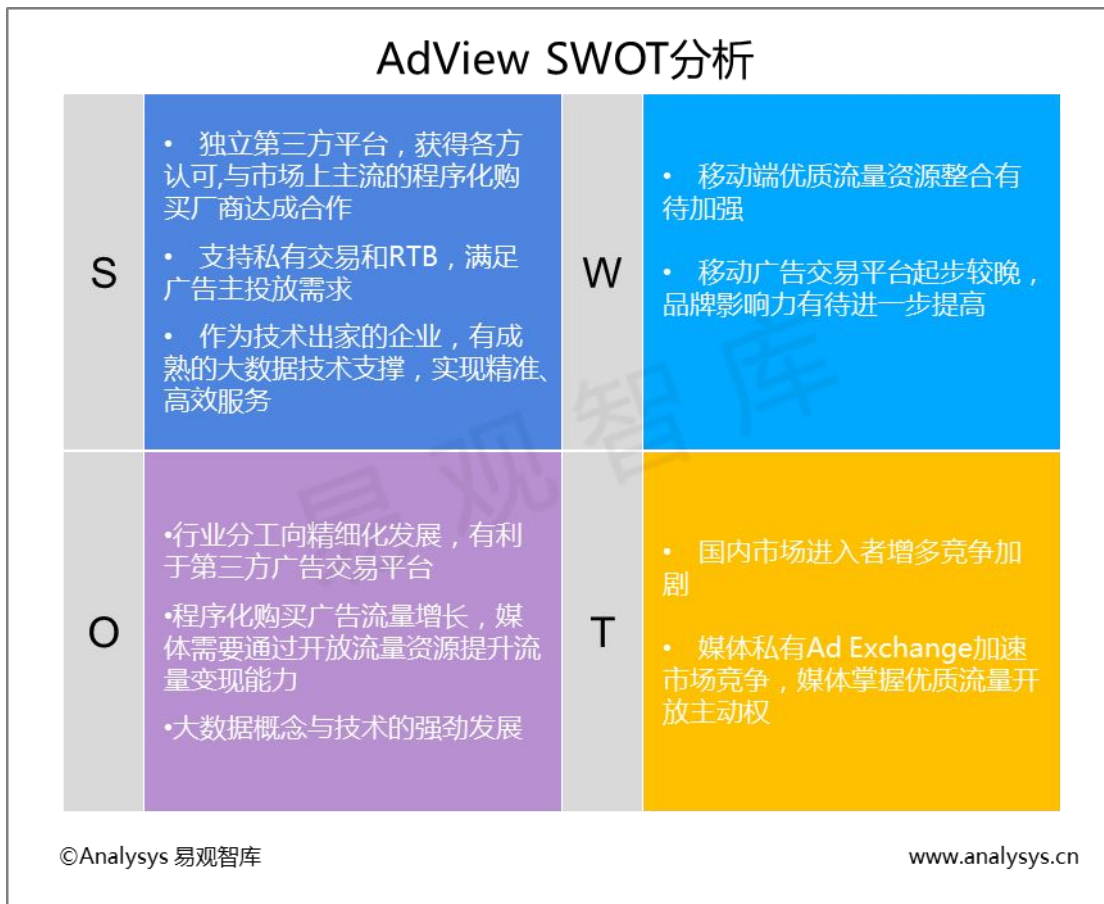 AdView SWOT分析
S
• 独立第三方平台，获得各方
认可,与市场上主流的程序化购
买厂商达成合作
• 支持私有交易和RTB，满足
广告主投放需求
• 作为技术出家的企业，有成
熟的大数据技术支撑，实现精准、
高效服务
W
• 移动端优质流量资源整合有
待加强
• 移动广告交易平台起步较晚，
品牌影响力有待进一步提高
O
•行业分工向精细化发展，有利
于第三方广告交易平台
•程序化购买广告流量增长，媒
体需要通过开放流量资源提升流
量变现能力
•大数据概念与技术的强劲发展
T
• 国内市场进入者增多竞争加
剧
• 媒体私有Ad Exchange加速
市场竞争，媒体掌握优质流量开
放主动权
易观智库
©Analysys 易观智库
www.analysys.cn